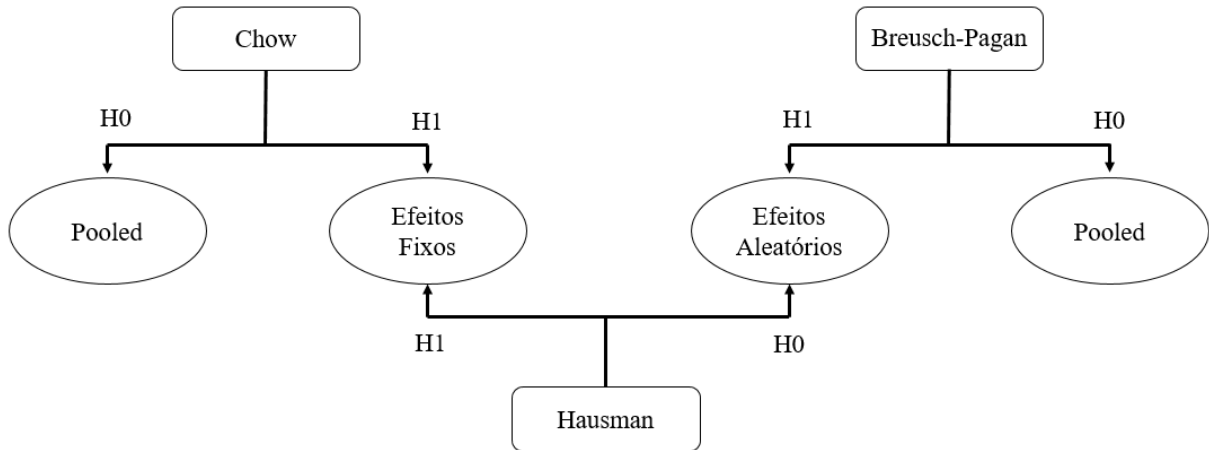 Chow
Breusch-Pagan
H0
H1
H1
H0
Pooled
Efeitos
Fixos
Efeitos
Aleatórios
Pooled
H1
H0
Hausman